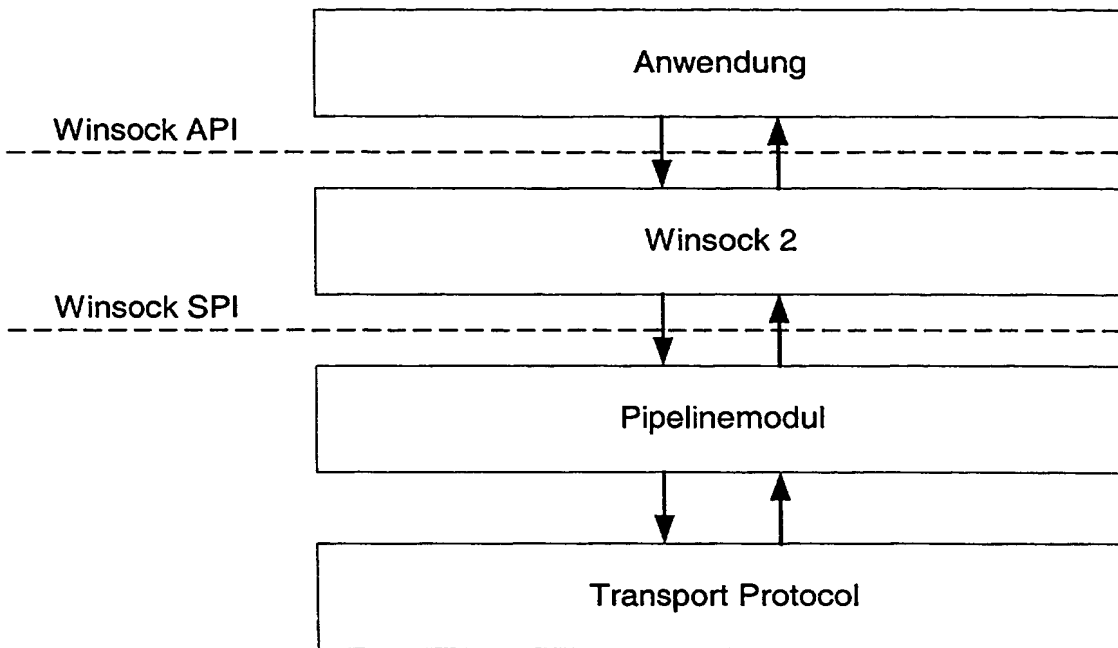 Anwendung
Winsock API
Winsock 2
Winsock SPI
Pipelinemodul
Transport Protocol